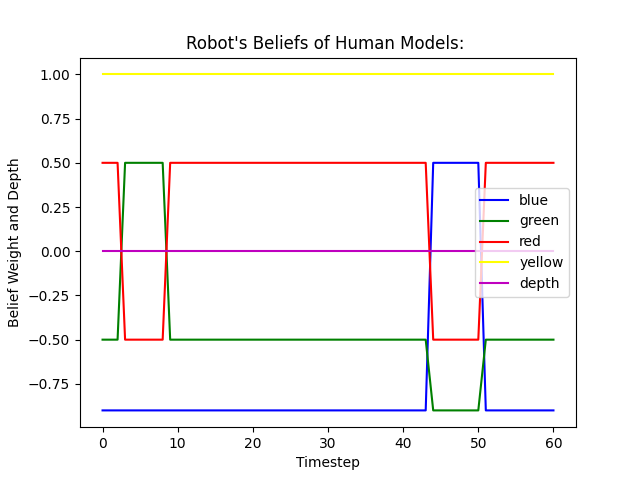 Robot's Beliefs of Human Models:
1.00
0.75
0.50
0.25
0.00
−0.25
−0.50
−0.75
Belief Weight and Depth
blue
green
red
yellow
depth
0 10 20 30 40 50 60
Timestep